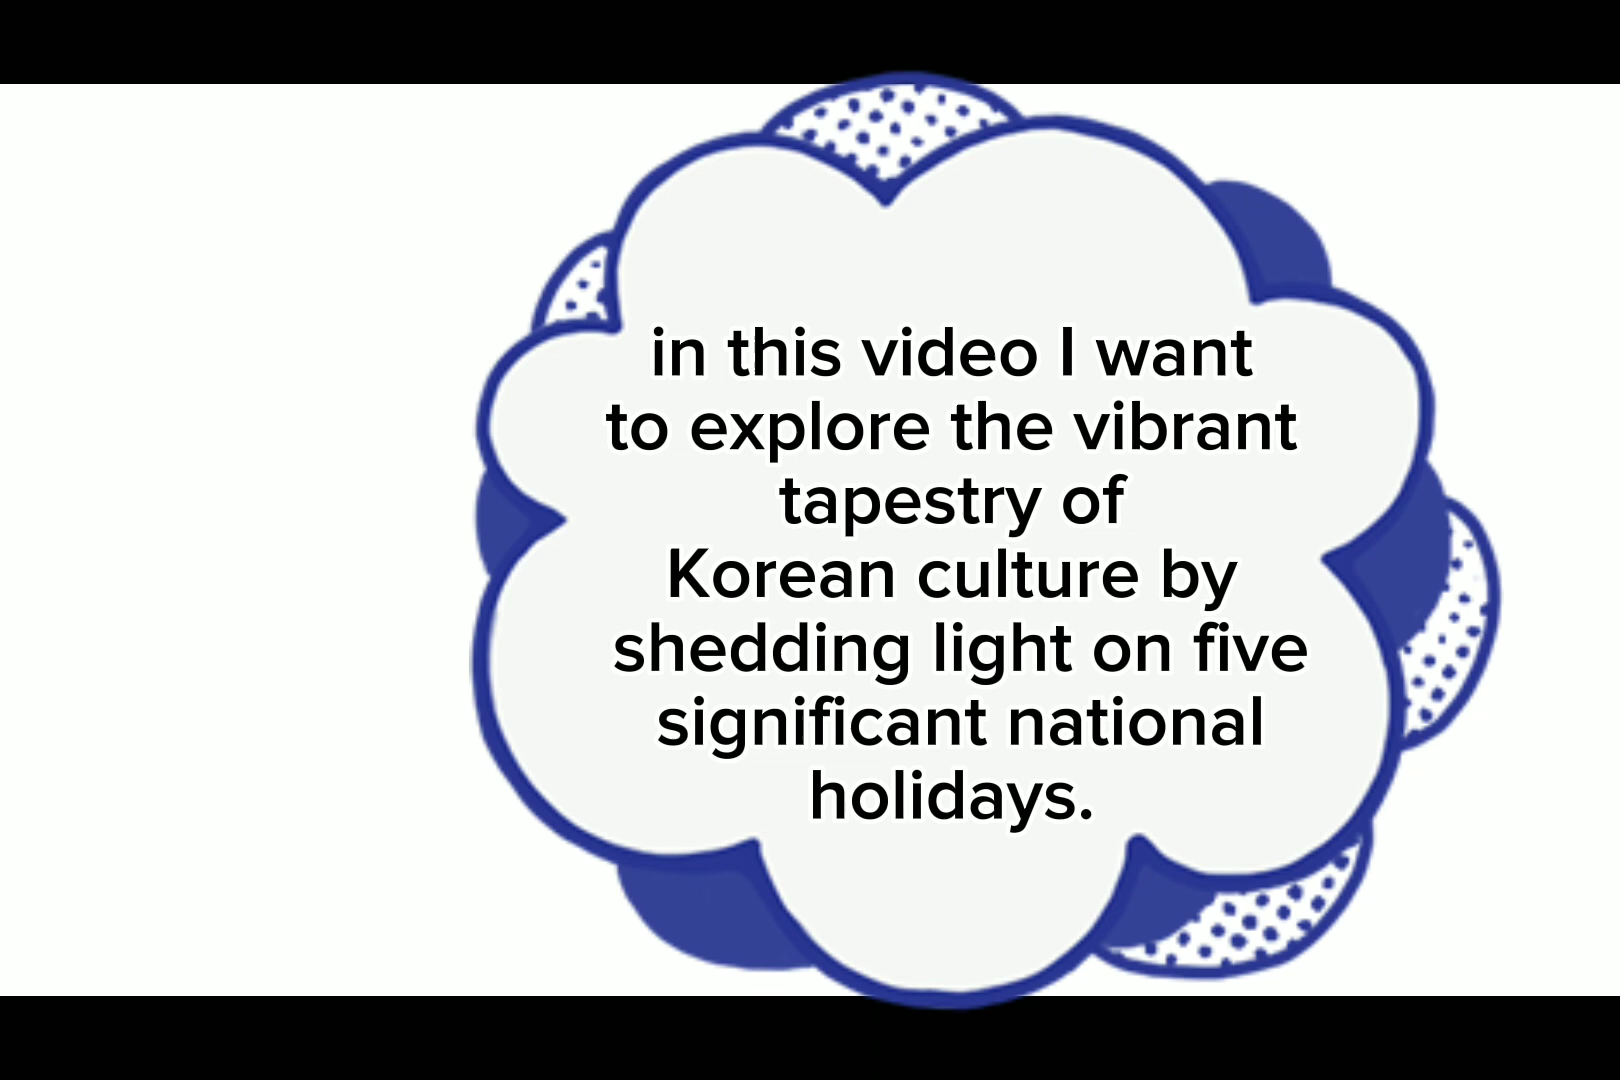 in this video I want
to explore the vibrant
tapestry of
Korean culture by
shedding light on five
significant national
holidays.